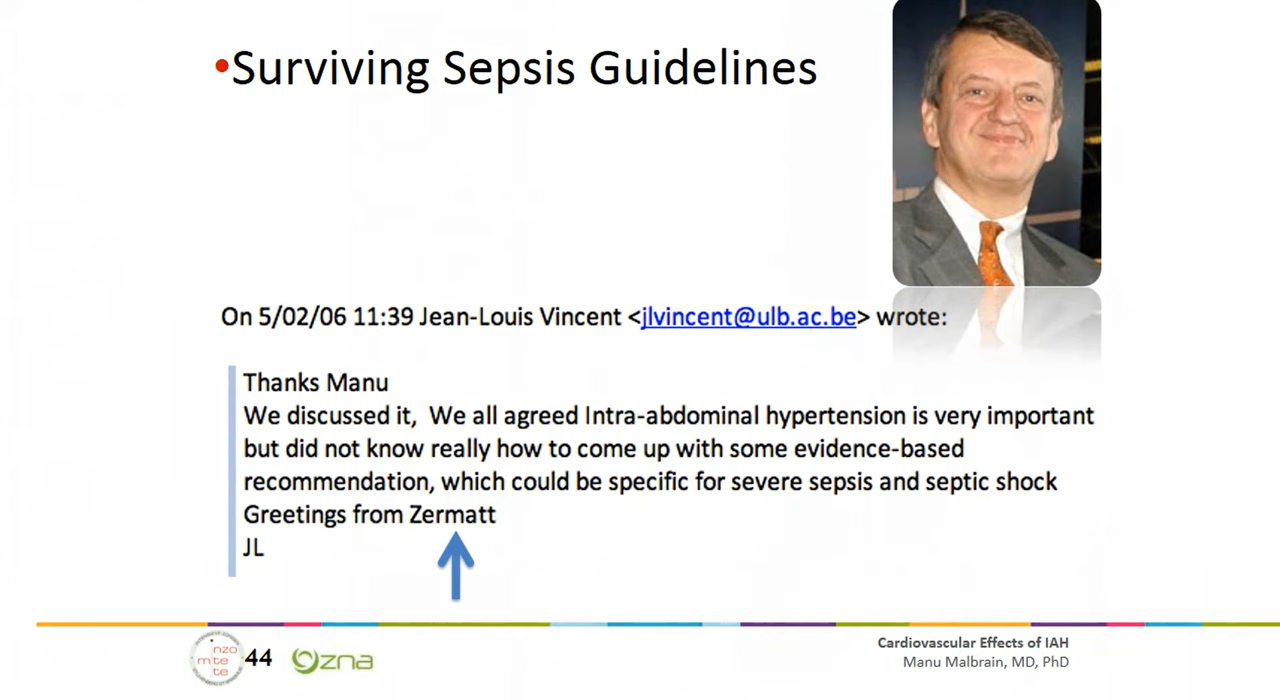 •Surviving Sepsis Guidelines
On 5/02/06 11:39 Jean-Louis Vincent <jlvincent@ulb.ac.be> wrote:
Thanks Manu
We discussed it,  We all agreed Intra-abdominal hypertension is very important
but did not know really how to come up with some evidence-based
recommendation, which could be specific for severe sepsis and septic shock
Greetings from Zermatt
JL
44
zna
Cardiovascular Effects of IAH
Manu Malbrain, MD, PhD